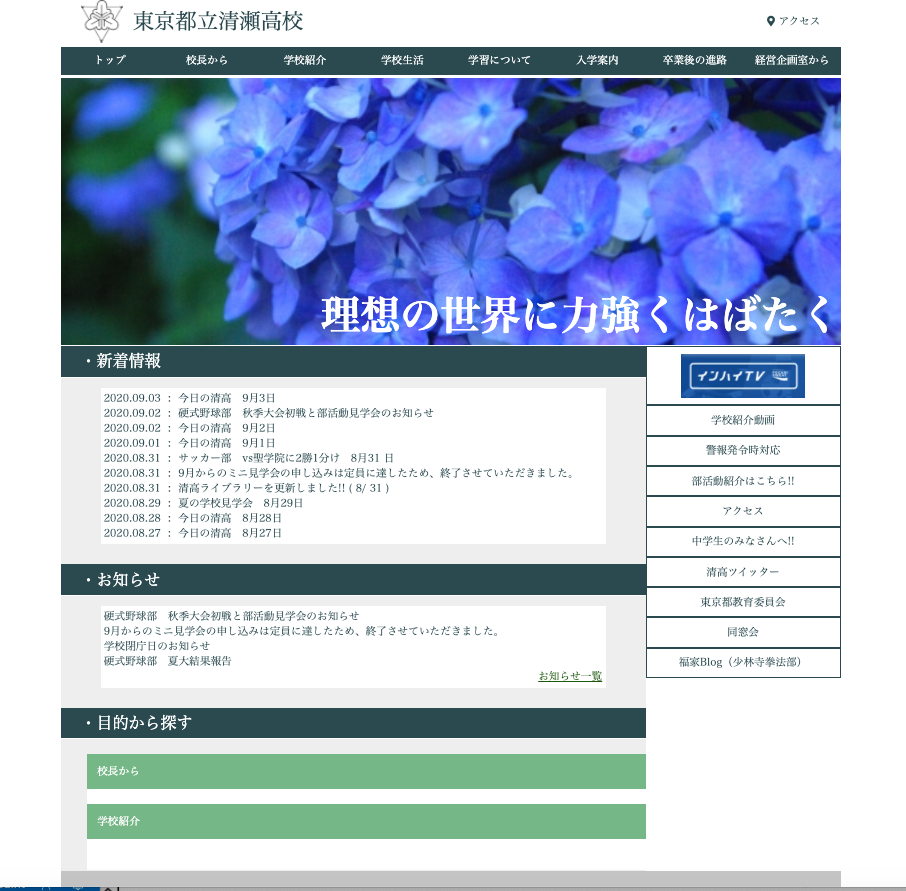 東京都立清瀬高校
アクセス
トップ 校長から 学校紹介 学校生活 学習について 入学案内 卒業後の進路 経営企画室から
理想の世界に力強くはばたく
・新着情報
2020.09.03 : 今日の清高 9月3日
2020.09.02 : 硬式野球部 秋季大会初戦と部活動見学会のお知らせ
2020.09.02 : 今日の清高 9月2日
2020.09.01 : 今日の清高 9月1日
2020.08.31 : サッカー部 vs聖学院に2勝1分け 8月31 日
2020.08.31 : 9月からのミニ見学会の申し込みは定員に達したため、終了させていただきました。
2020.08.31 : 清高ライブラリーを更新しました!! ( 8/ 31 )
2020.08.29 : 夏の学校見学会 8月29日
2020.08.28 : 今日の清高 8月28日
2020.08.27 : 今日の清高 8月27日
・お知らせ
硬式野球部 秋季大会初戦と部活動見学会のお知らせ
9月からのミニ見学会の申し込みは定員に達したため、終了させていただきました。
学校閉庁日のお知らせ
硬式野球部 夏大結果報告
お知らせ一覧
・目的から探す
校長から
学校紹介
インハイTV
学校紹介動画
警報発令時対応
部活動紹介はこちら!!
アクセス
中学生のみなさんへ!!
清高ツイッター
東京都教育委員会
同窓会
福家Blog（少林寺拳法部）